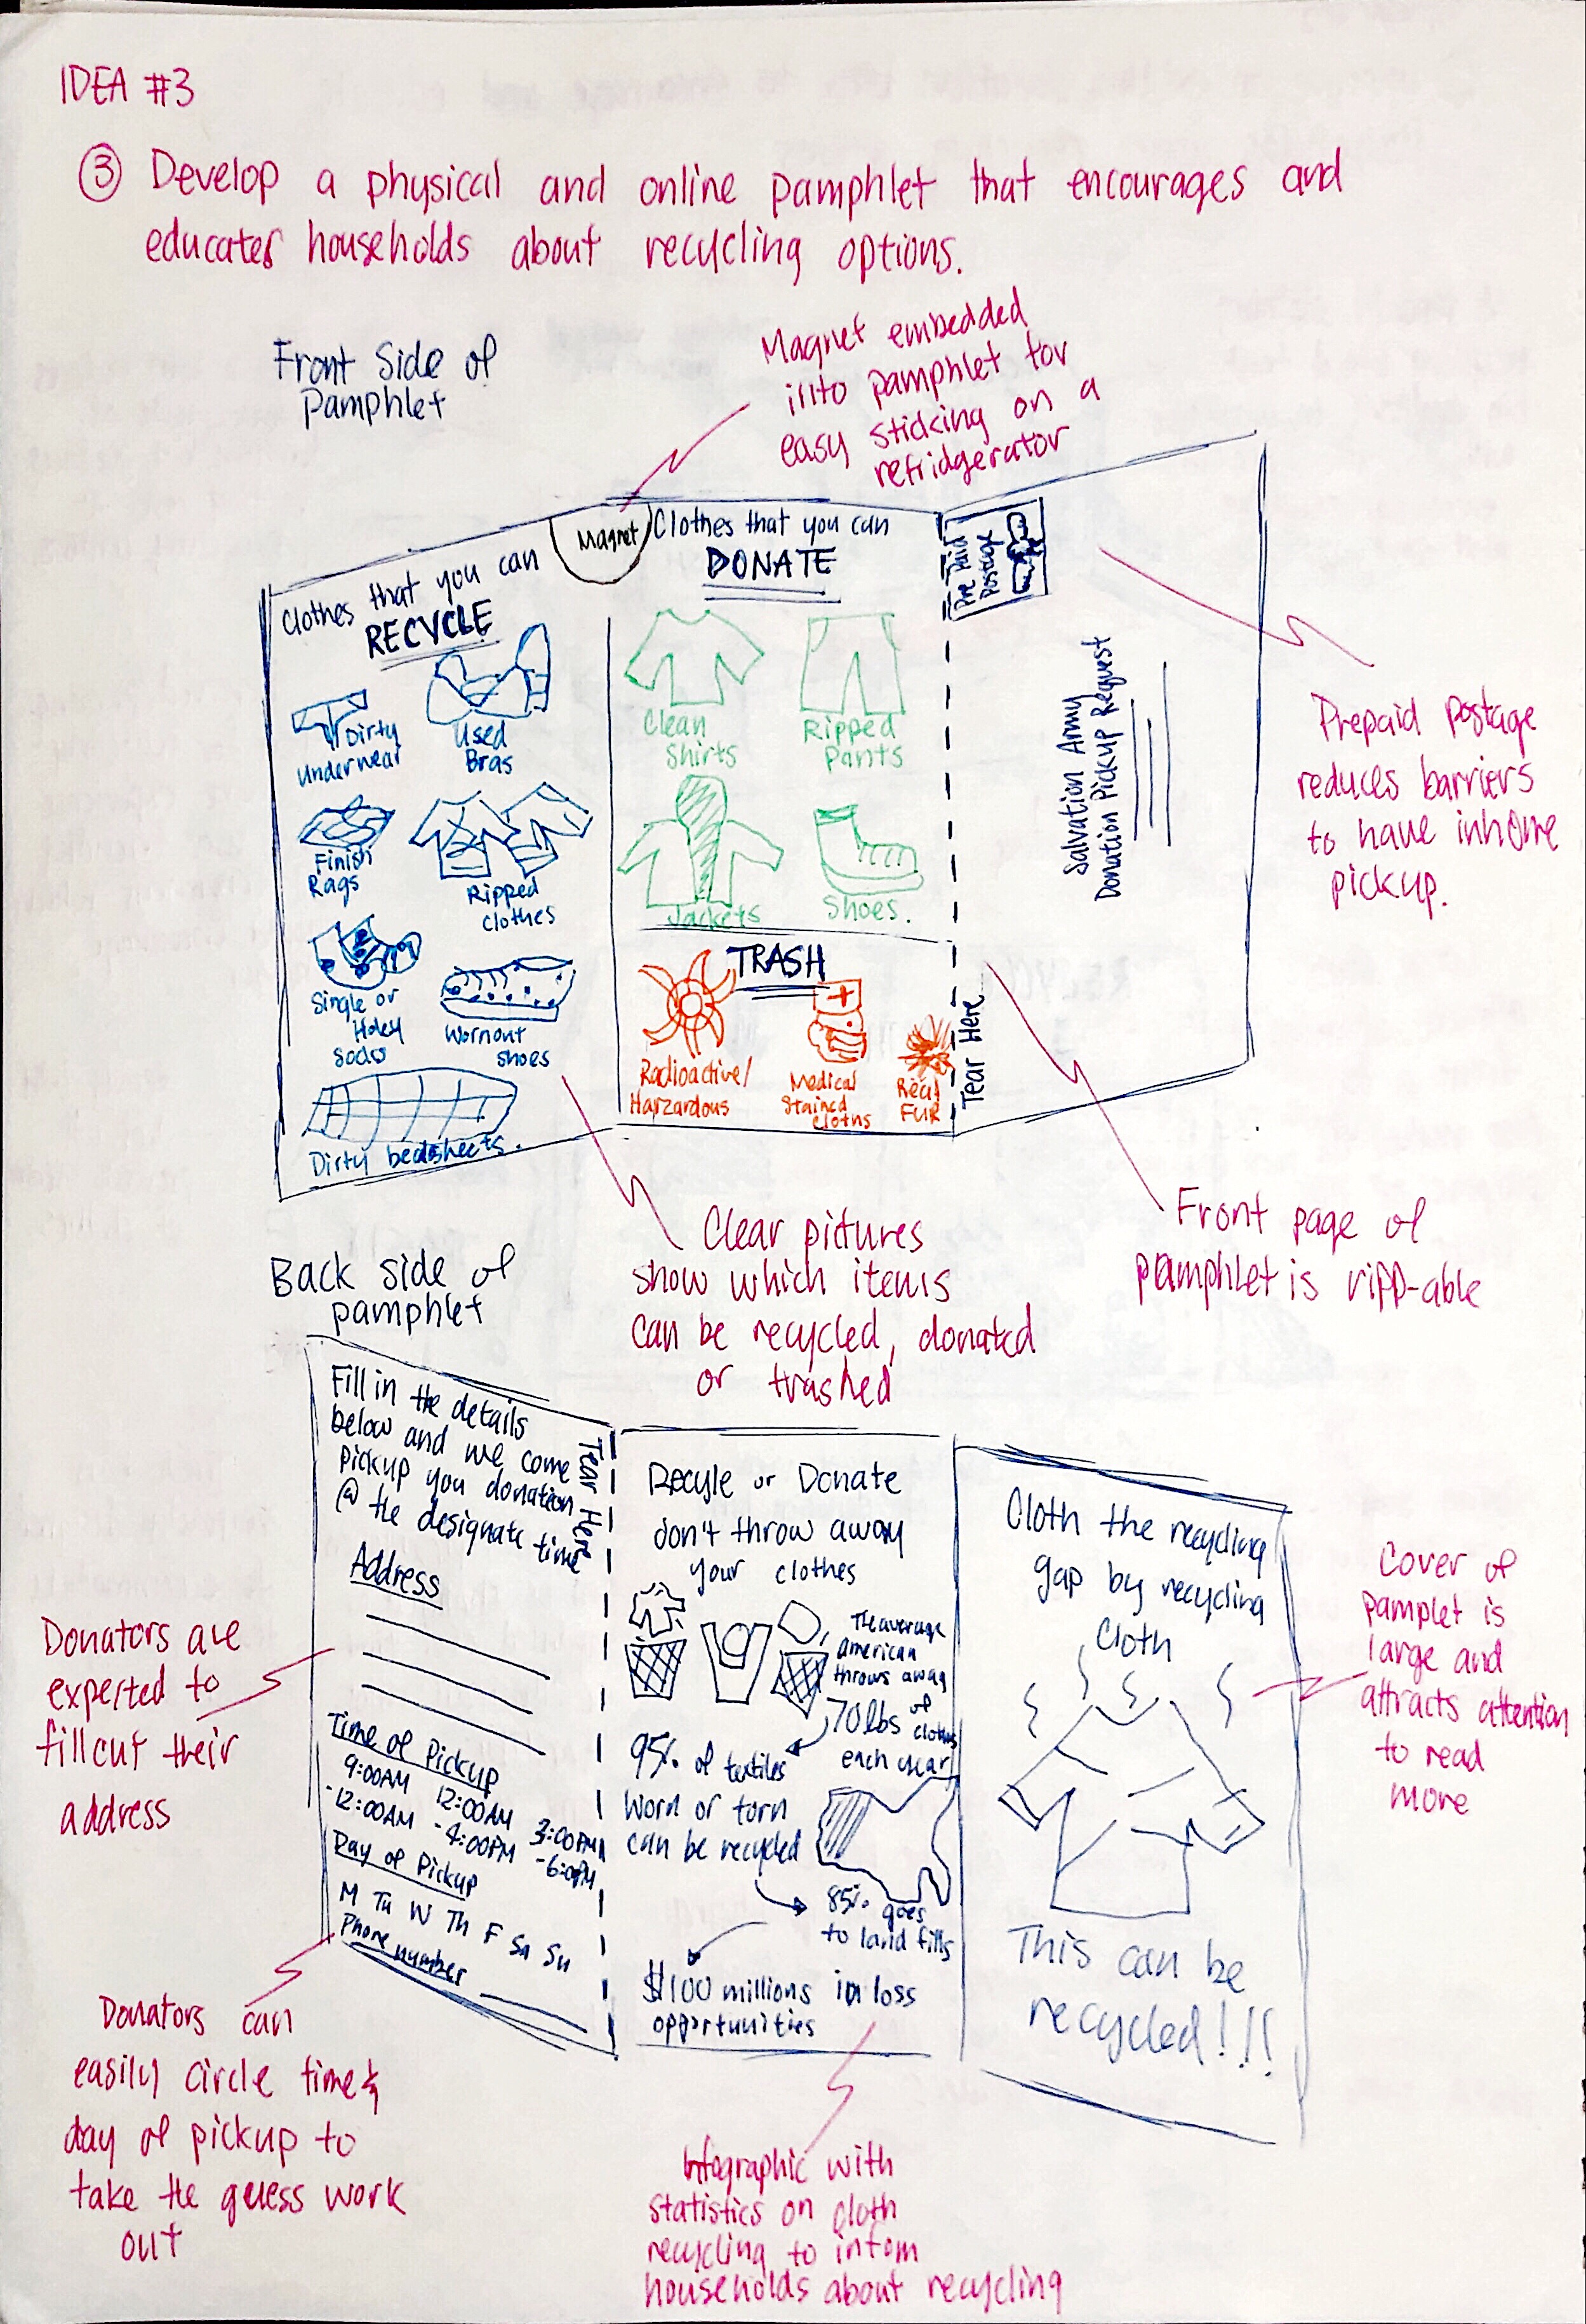 IDEA #3
③ Develop a physical and online pamphlet that encourages and
educates households about recycling options.
Front Side of
Pamphlet
Magnet embedded
into pamphlet for
easy sticking on a
refridgerator
Clothes that you can
RECYCLE
Dirty
Underwear
Used
Bras
Finish
Rags
Ripped
clothes
Single or
Holey
Socks
Wornout
shoes
Dirty bedsheets.
Magnet
Clothes that you can
DONATE
Clean
Shirts
Ripped
Pants
Jackets
Shoes.
TRASH
Radioactive/
Harzardous
Medical
Stained
Cloths
Real
FUR
Tear Here
Pre Paid
Postage
Salvation Army
Donation Pickup Request
Prepaid postage
reduces barriers
to have inhome
pickup.
Front page of
pamphlet is ripp-able
Clear pictures
show which items
can be recycled, donated
or trashed
Back side of
pamphlet
Fill in the details
below and we come
pickup you donation
@ the designate time
Tear Here
Address
Time of Pickup
9:00AM
-12:00AM
12:00AM
-4:00PM
3:00PM
-6:00PM
Day of Pickup
M Tu W Th F Sa Su
Phone number
Recyle or Donate
don't throw away
your clothes
The average
american
throws away
70lbs of
clothes
each year
95% of textiles
worn or torn
can be recycled
85% goes
to land fills
$100 millions in loss
opportunities
Cloth the recycling
gap by recycling
cloth
This can be
recycled!!!
Cover of
pamplet is
large and
attracts attention
to read
more
Donators are
expected to
fillout their
address
Donators can
easily circle time &
day of pickup to
take the guess work
out
Infographic with
statistics on cloth
recycling to inform
households about recycling